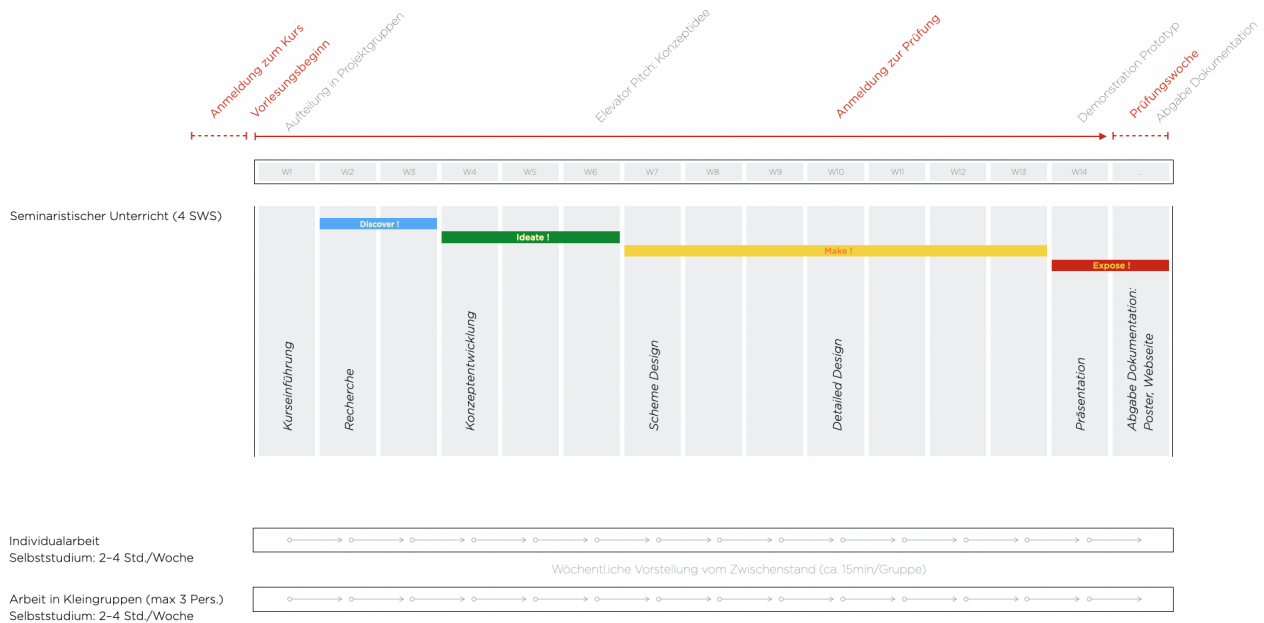 Anmeldung zum Kurs
Vorlesungsbeginn
Aufteilung in Projektgruppen
Elevator Pitch: Konzeptidee
Anmeldung zur Prüfung
Demonstration Prototyp
Prüfungswoche
Abgabe Dokumentation
W1 W2 W3 W4 W5 W6 W7 W8 W9 W10 W11 W12 W13 W14 ...
Seminaristischer Unterricht (4 SWS)
Discover !
Ideate !
Make !
Expose !
Kurseinführung
Recherche
Konzeptentwicklung
Scheme Design
Detailed Design
Präsentation
Abgabe Dokumentation:
Poster, Webseite
Individualarbeit
Selbststudium: 2–4 Std./Woche
Wöchentliche Vorstellung vom Zwischenstand (ca. 15min/Gruppe)
Arbeit in Kleingruppen (max 3 Pers.)
Selbststudium: 2–4 Std./Woche